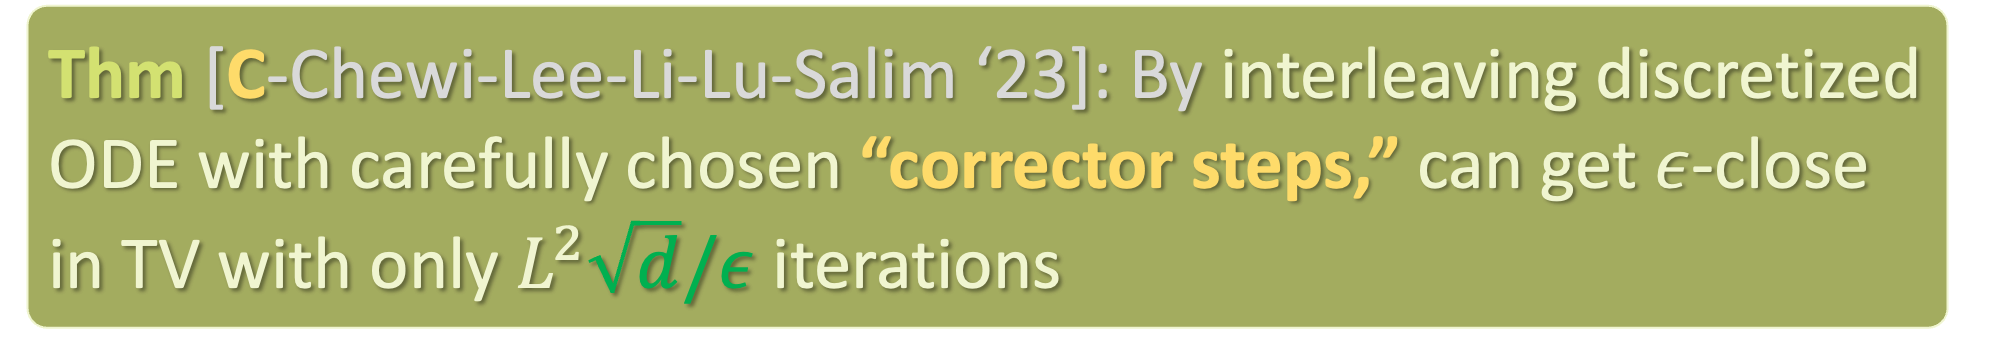 Thm [C-Chewi-Lee-Li-Lu-Salim ‘23]: By interleaving discretized
ODE with carefully chosen “corrector steps,” can get ϵ-close
in TV with only L²√d/ϵ iterations